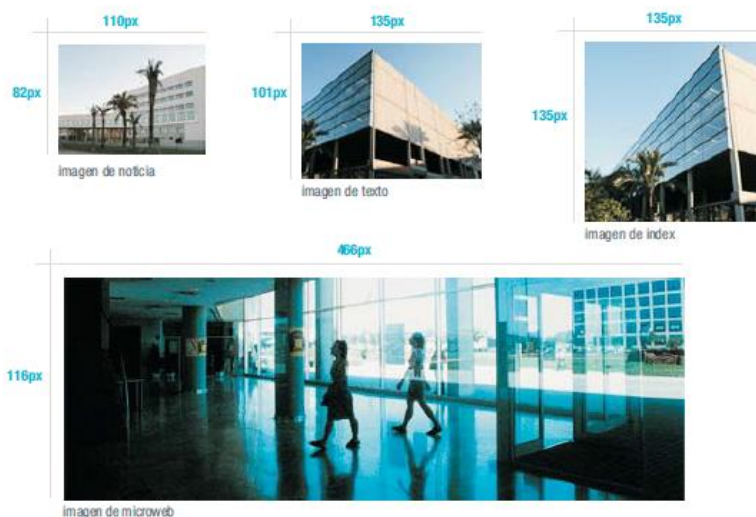 110px
135px
135px
82px
101px
135px
imagen de noticia
imagen de texto
imagen de index
466px
116px
imagen de microweb